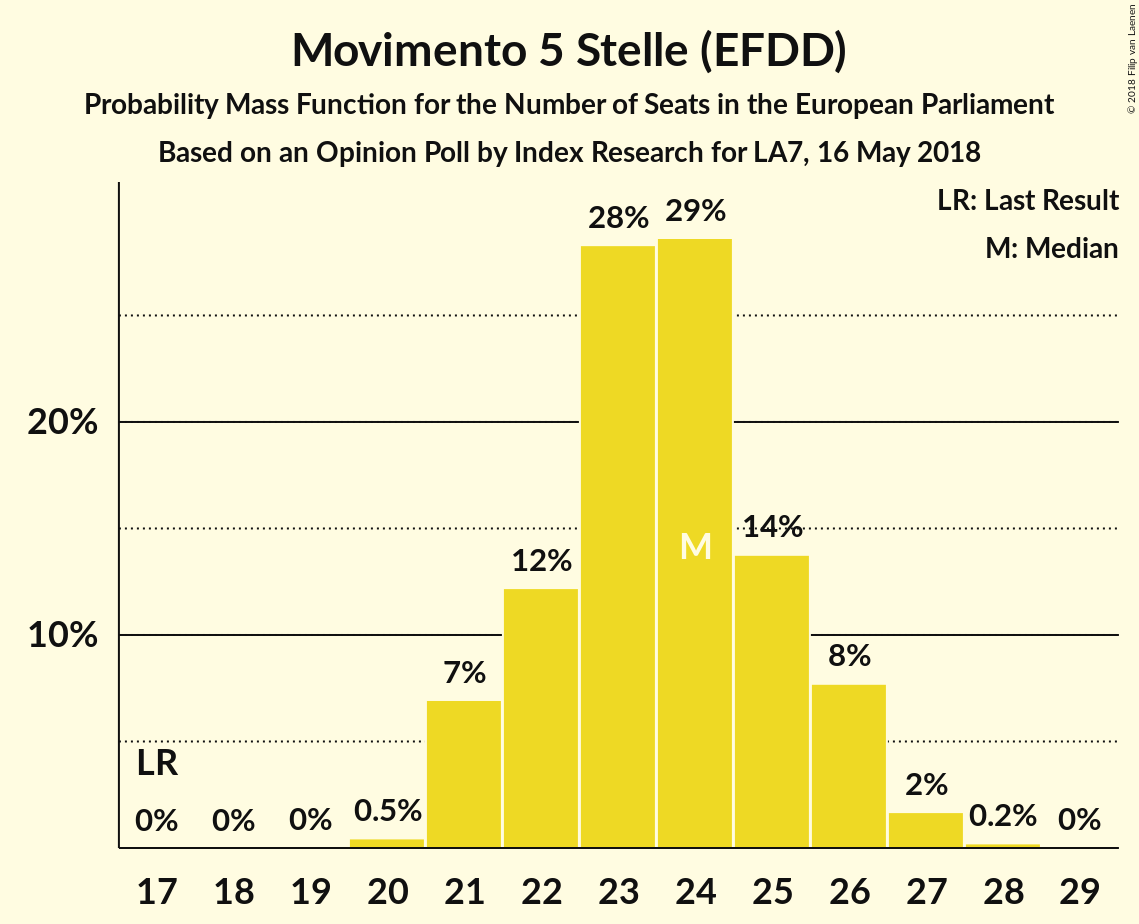 Movimento 5 Stelle (EFDD)
Probability Mass Function for the Number of Seats in the European Parliament
Based on an Opinion Poll by Index Research for LA7, 16 May 2018
© 2018 Filip van Laenen
LR: Last Result
M: Median
28% 29%
20%
14%
M
12%
10%
8%
7%
LR
2%
0% 0% 0% 0.5% 0.2% 0%
17 18 19 20 21 22 23 24 25 26 27 28 29